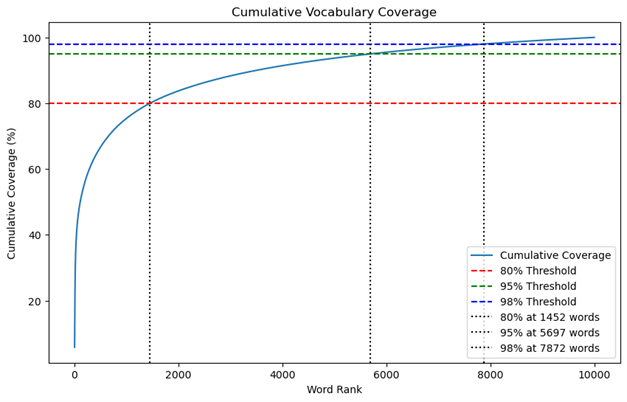 Cumulative Vocabulary Coverage
Cumulative Coverage (%)
100
80
60
40
20
0
2000
4000
6000
8000
10000
Word Rank
Cumulative Coverage
80% Threshold
95% Threshold
98% Threshold
80% at 1452 words
95% at 5697 words
98% at 7872 words